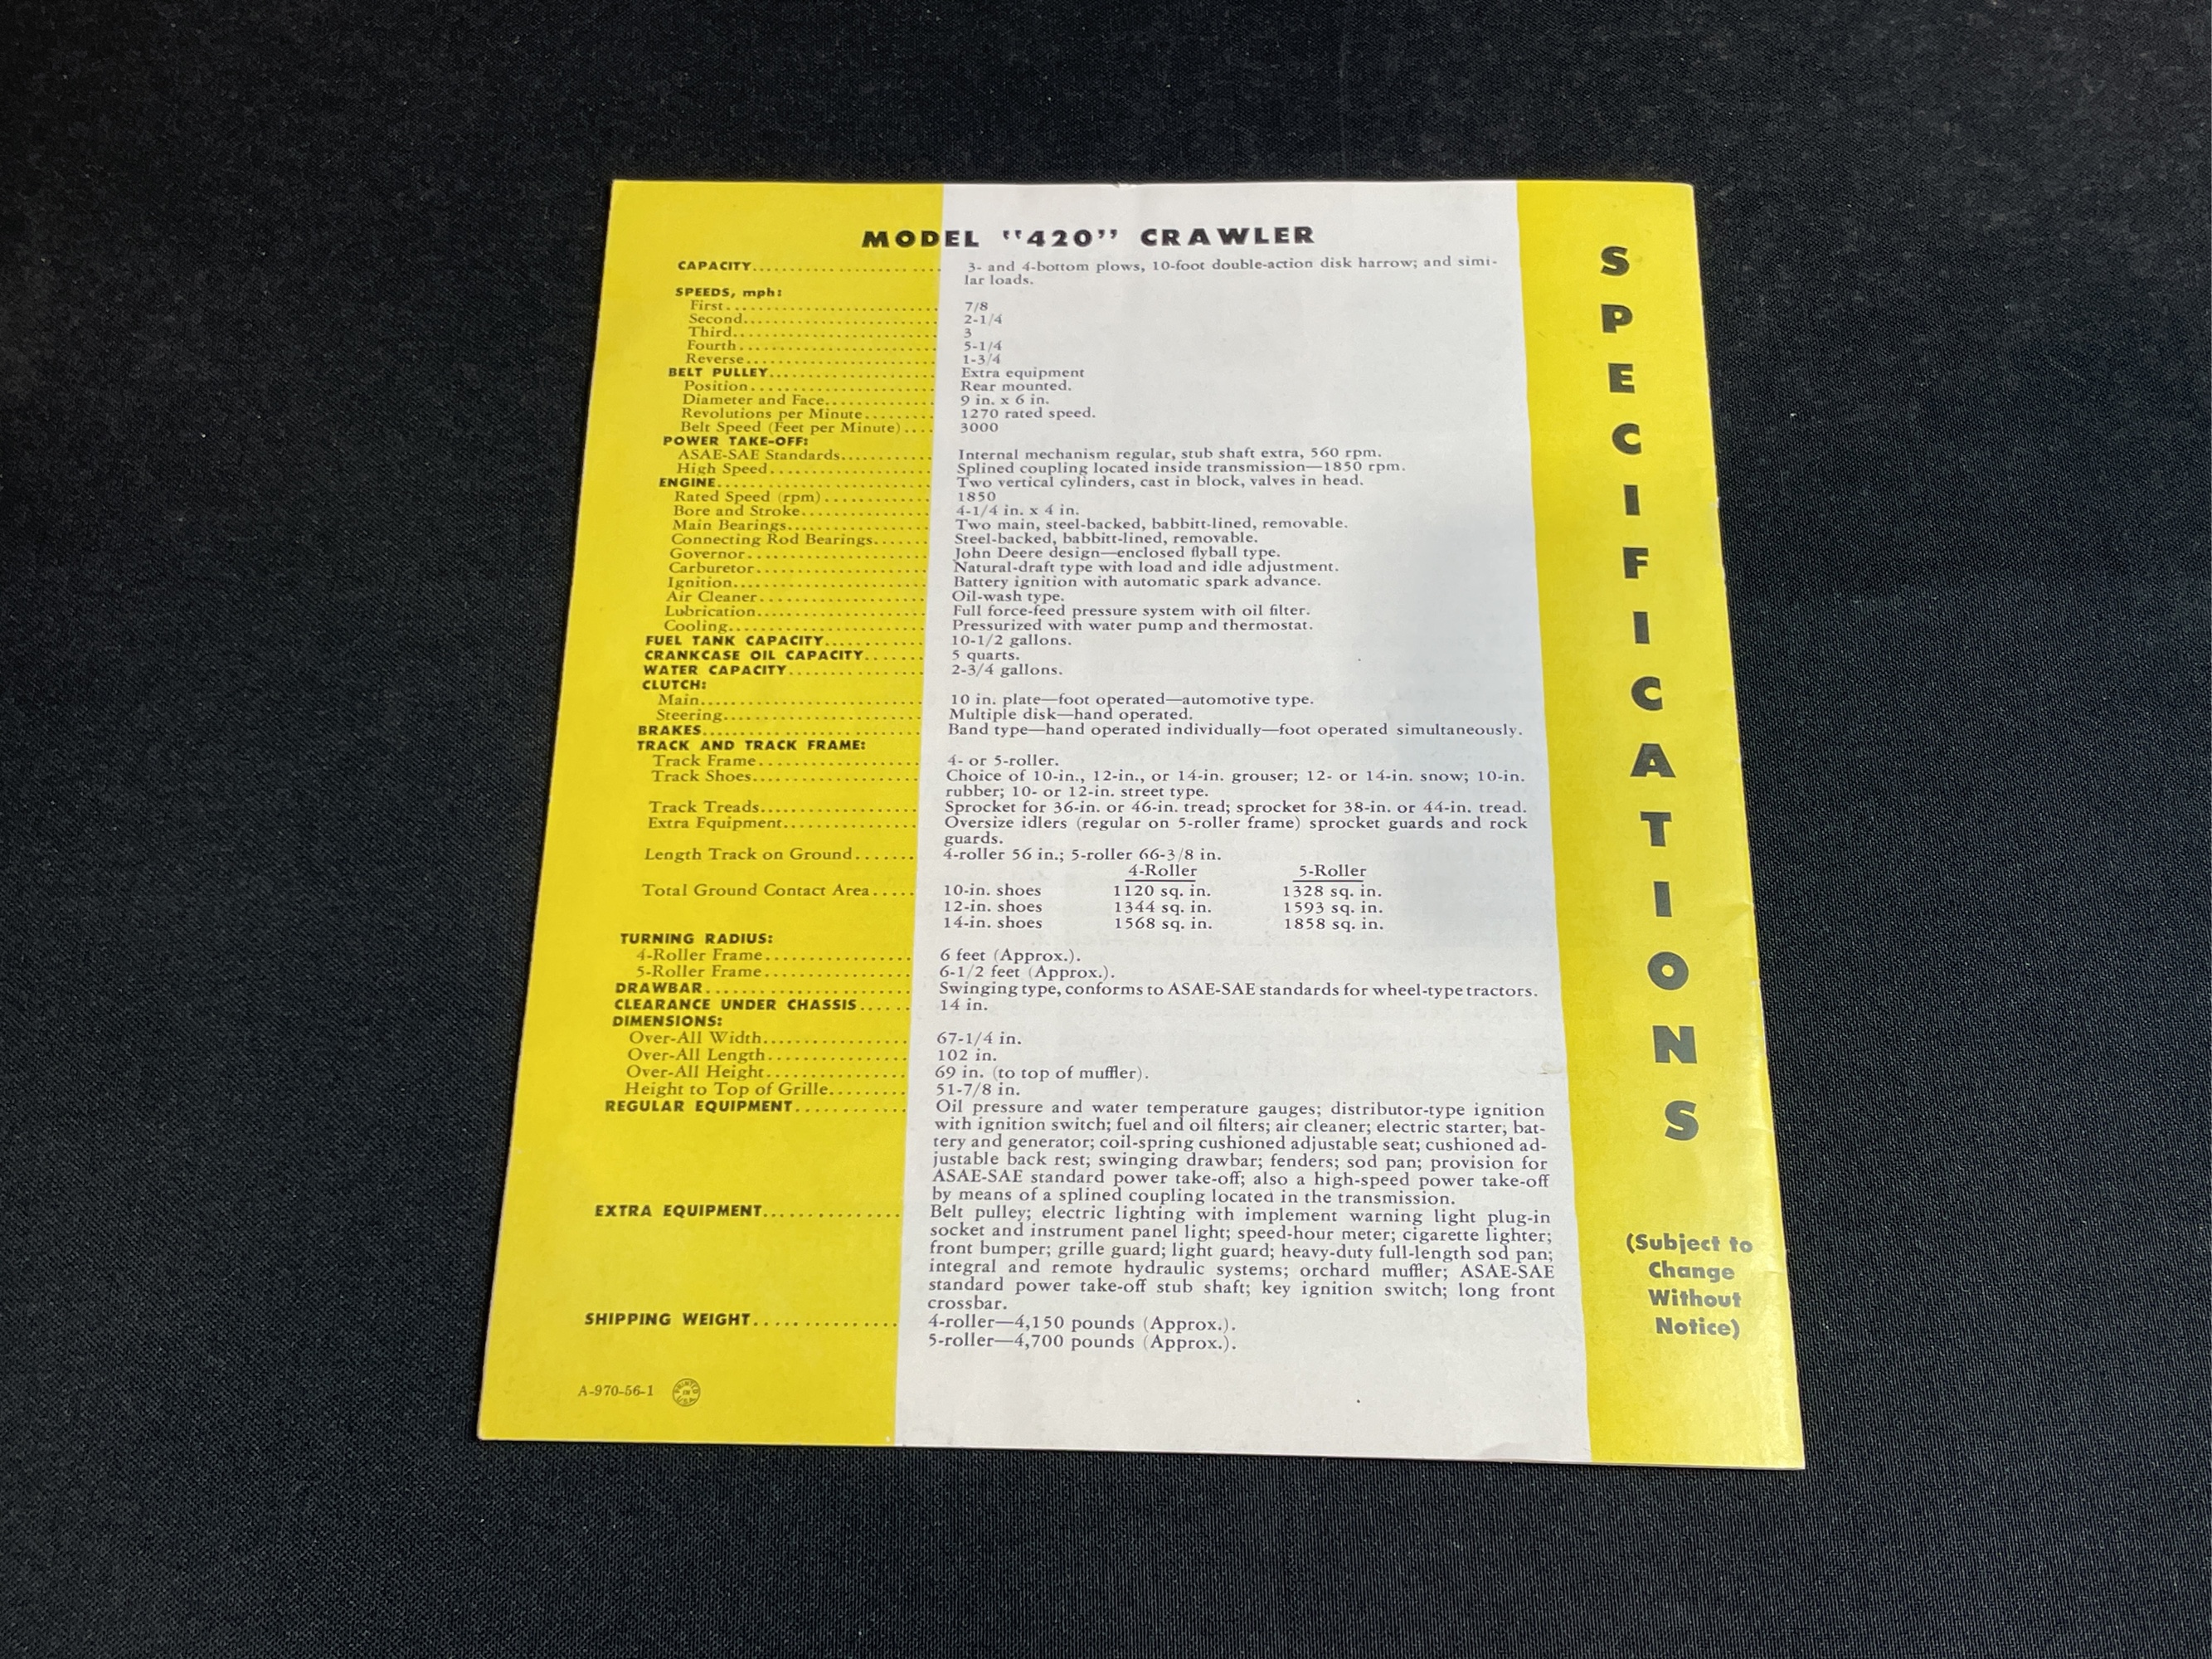 MODEL "420" CRAWLER
CAPACITY........................ 3- and 4-bottom plows, 10-foot double-action disk harrow; and simi-
lar loads.
SPEEDS, mph:
First........................ 7/8
Second........................ 2-1/4
Third........................ 3
Fourth........................ 5-1/4
Reverse........................ 1-3/4
BELT PULLEY........................ Extra equipment
Position........................ Rear mounted.
Diameter and Face............. 9 in. x 6 in.
Revolutions per Minute........ 1270 rated speed.
Belt Speed (Feet per Minute).... 3000
POWER TAKE-OFF:
ASAE-SAE Standards............ Internal mechanism regular, stub shaft extra, 560 rpm.
High Speed.................... Splined coupling located inside transmission—1850 rpm.
ENGINE........................ Two vertical cylinders, cast in block, valves in head.
Rated Speed (rpm)............. 1850
Bore and Stroke............... 4-1/4 in. x 4 in.
Main Bearings................. Two main, steel-backed, babbitt-lined, removable.
Connecting Rod Bearings....... Steel-backed, babbitt-lined, removable.
Governor...................... John Deere design—enclosed flyball type.
Carburetor.................... Natural-draft type with load and idle adjustment.
Ignition...................... Battery ignition with automatic spark advance.
Air Cleaner................... Oil-wash type.
Lubrication................... Full force-feed pressure system with oil filter.
Cooling....................... Pressurized with water pump and thermostat.
FUEL TANK CAPACITY............ 10-1/2 gallons.
CRANKCASE OIL CAPACITY....... 5 quarts.
WATER CAPACITY................ 2-3/4 gallons.
CLUTCH:
Main.......................... 10 in. plate—foot operated—automotive type.
Steering...................... Multiple disk—hand operated.
BRAKES........................ Band type—hand operated individually—foot operated simultaneously.
TRACK AND TRACK FRAME:
Track Frame................... 4- or 5-roller.
Track Shoes................... Choice of 10-in., 12-in., or 14-in. grouser; 12- or 14-in. snow; 10-in.
rubber; 10- or 12-in. street type.
Track Treads.................. Sprocket for 36-in. or 46-in. tread; sprocket for 38-in. or 44-in. tread.
Extra Equipment............... Oversize idlers (regular on 5-roller frame) sprocket guards and rock
guards.
Length Track on Ground....... 4-roller 56 in.; 5-roller 66-3/8 in.
4-Roller 5-Roller
Total Ground Contact Area..... 10-in. shoes 1120 sq. in. 1328 sq. in.
12-in. shoes 1344 sq. in. 1593 sq. in.
14-in. shoes 1568 sq. in. 1858 sq. in.
TURNING RADIUS:
4-Roller Frame................ 6 feet (Approx.).
5-Roller Frame................ 6-1/2 feet (Approx.).
DRAWBAR....................... Swinging type, conforms to ASAE-SAE standards for wheel-type tractors.
CLEARANCE UNDER CHASSIS...... 14 in.
DIMENSIONS:
Over-All Width................ 67-1/4 in.
Over-All Length............... 102 in.
Over-All Height............... 69 in. (to top of muffler).
Height to Top of Grille....... 51-7/8 in.
REGULAR EQUIPMENT............ Oil pressure and water temperature gauges; distributor-type ignition
with ignition switch; fuel and oil filters; air cleaner; electric starter; bat-
tery and generator; coil-spring cushioned adjustable seat; cushioned ad-
justable back rest; swinging drawbar; fenders; sod pan; provision for
ASAE-SAE standard power take-off; also a high-speed power take-off
by means of a splined coupling located in the transmission.
EXTRA EQUIPMENT.............. Belt pulley; electric lighting with implement warning light plug-in
socket and instrument panel light; speed-hour meter; cigarette lighter;
front bumper; grille guard; light guard; heavy-duty full-length sod pan;
integral and remote hydraulic systems; orchard muffler; ASAE-SAE
standard power take-off stub shaft; key ignition switch; long front
crossbar.
SHIPPING WEIGHT............... 4-roller—4,150 pounds (Approx.).
5-roller—4,700 pounds (Approx.).
A-970-56-1 PRINTED IN U.S.A.
SPECIFICATIONS
(Subject to
Change
Without
Notice)